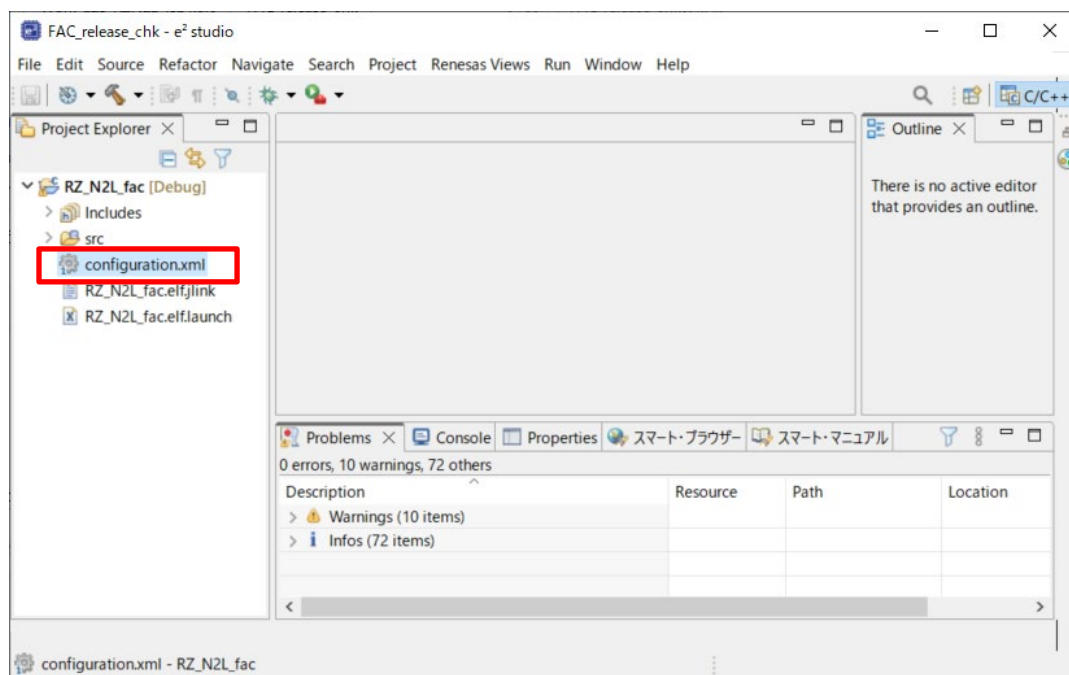 FAC_release_chk - e² studio
File Edit Source Refactor Navigate Search Project Renesas Views Run Window Help
C/C++
Project Explorer
Outline
RZ_N2L_fac [Debug]
There is no active editor
that provides an outline.
Includes
src
configuration.xml
RZ_N2L_fac.elf.jlink
RZ_N2L_fac.elf.launch
Problems Console Properties スマート・ブラウザー スマート・マニュアル
0 errors, 10 warnings, 72 others
Description Resource Path Location
Warnings (10 items)
Infos (72 items)
configuration.xml - RZ_N2L_fac